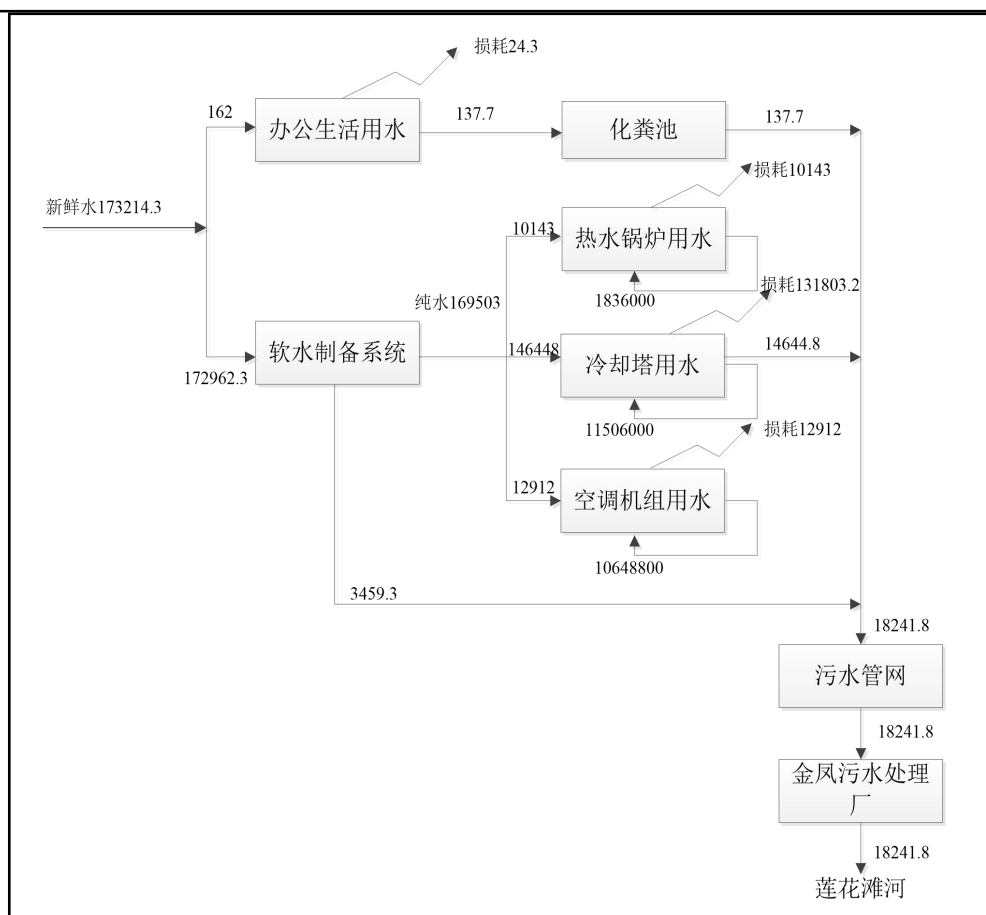 损耗24.3
162
办公生活用水
137.7
化粪池
137.7
新鲜水173214.3
损耗10143
10143
热水锅炉用水
1836000
纯水169503
损耗131803.2
172962.3
软水制备系统
146448
冷却塔用水
14644.8
11506000
损耗12912
12912
空调机组用水
10648800
3459.3
18241.8
污水管网
18241.8
金凤污水处理
厂
18241.8
莲花滩河